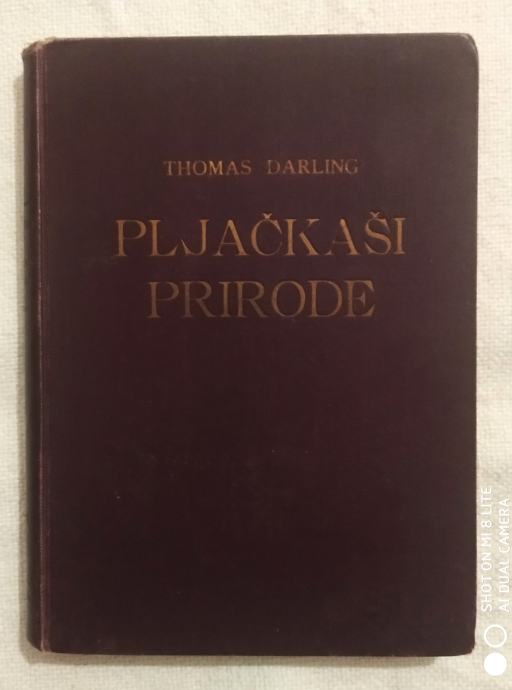 THOMAS DARLING
PLJAČKAŠI
PRIRODE
SHOT ON MI 8 LITE
AI DUAL CAMERA